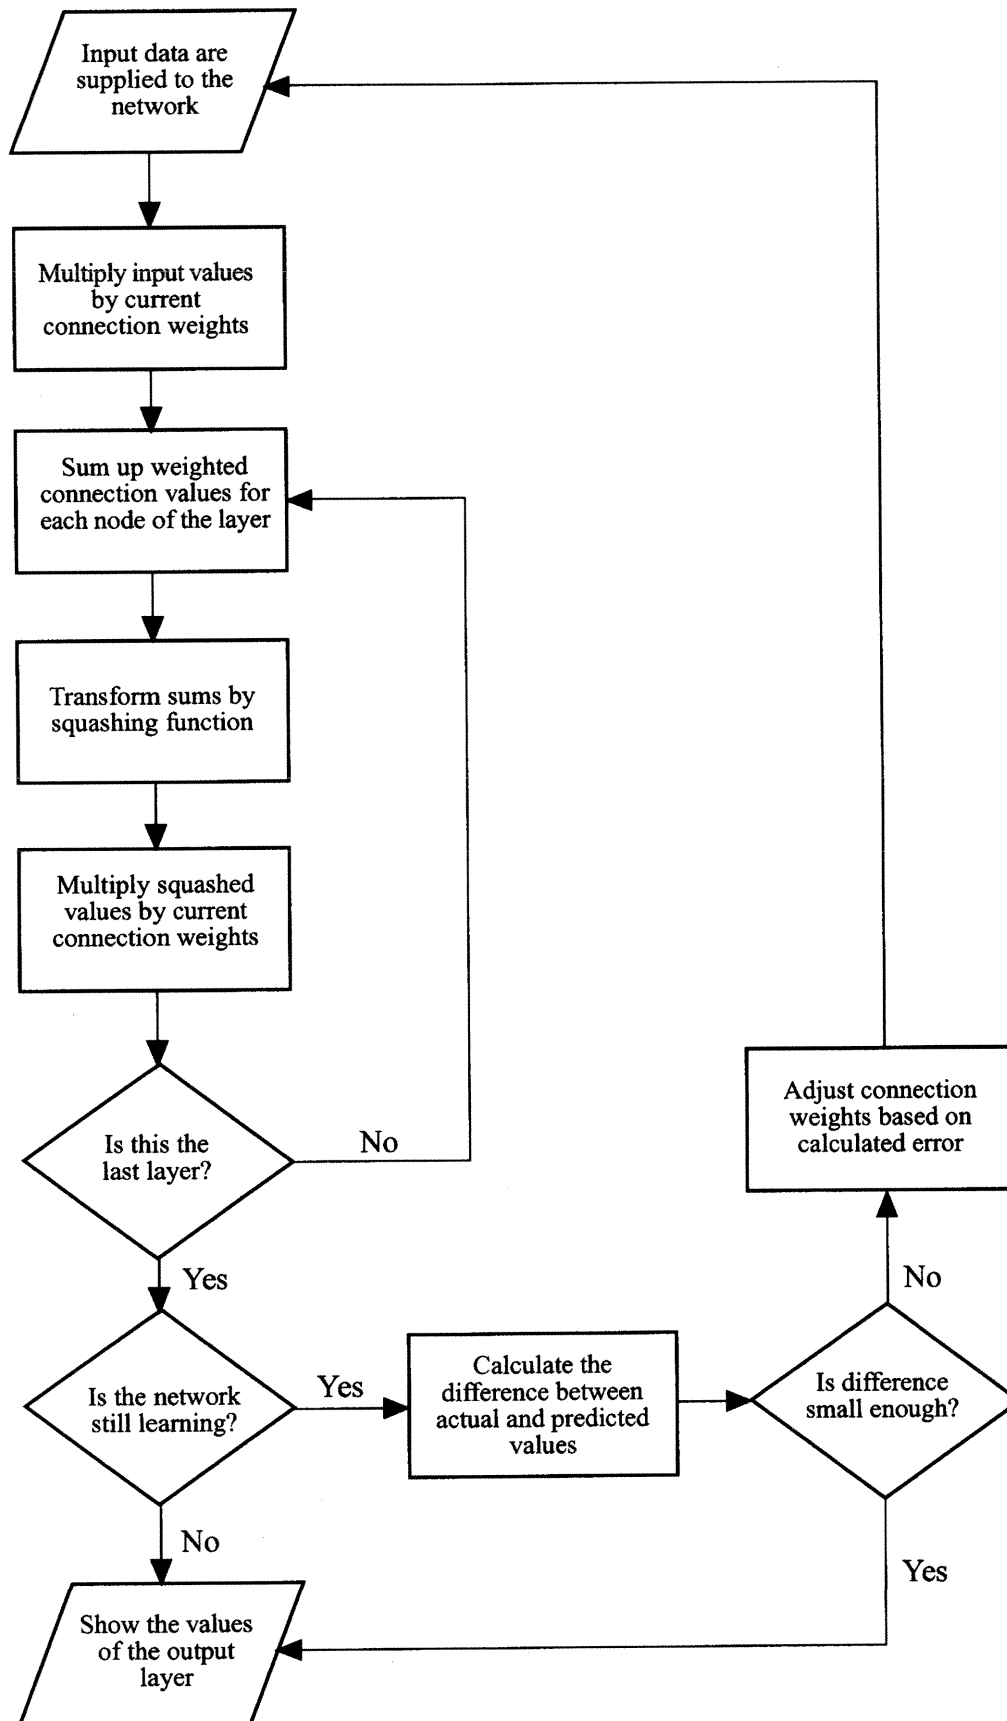 Input data are
supplied to the
network
Multiply input values
by current
connection weights
Sum up weighted
connection values for
each node of the layer
Transform sums by
squashing function
Multiply squashed
values by current
connection weights
Is this the
last layer?
No
Yes
Is the network
still learning?
Yes
Calculate the
difference between
actual and predicted
values
Is difference
small enough?
No
Adjust connection
weights based on
calculated error
Yes
No
Show the values
of the output
layer